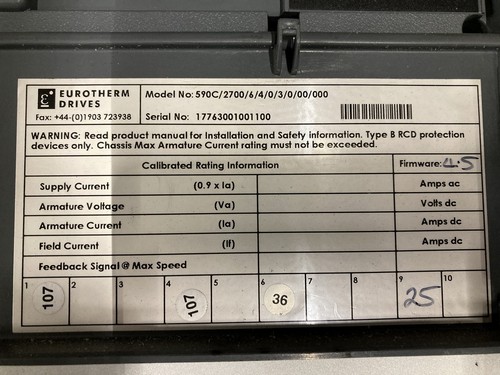 EUROTHERM
DRIVES
Fax: +44-(0)1903 723938
Model No: 590C/2700/6/4/0/3/0/00/000
Serial No: 17763001001100
WARNING: Read product manual for Installation and Safety information. Type B RCD protection
devices only. Chassis Max Armature Current rating must not be exceeded.
Calibrated Rating Information
Firmware: 4.5
Supply Current (0.9 x Ia) Amps ac
Armature Voltage (Va) Volts dc
Armature Current (Ia) Amps dc
Field Current (If) Amps dc
Feedback Signal @ Max Speed
1 2 3 4 5 6 7 8 9 10
107 107 36 25